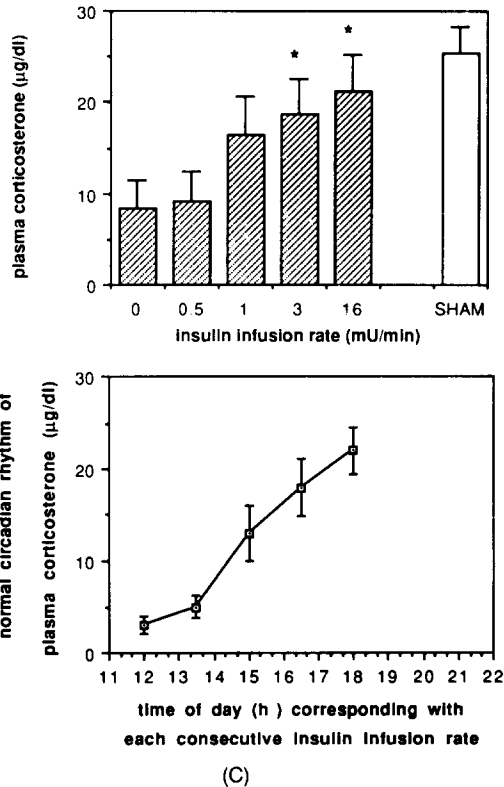 plasma corticosterone (μg/dl)
30
20
10
0
* *
0 0.5 1 3 16 SHAM
insulin infusion rate (mU/min)
normal circadian rhythm of
plasma corticosterone (μg/dl)
30
20
10
0
11 12 13 14 15 16 17 18 19 20 21 22
time of day (h ) corresponding with
each consecutive insulin infusion rate
(C)